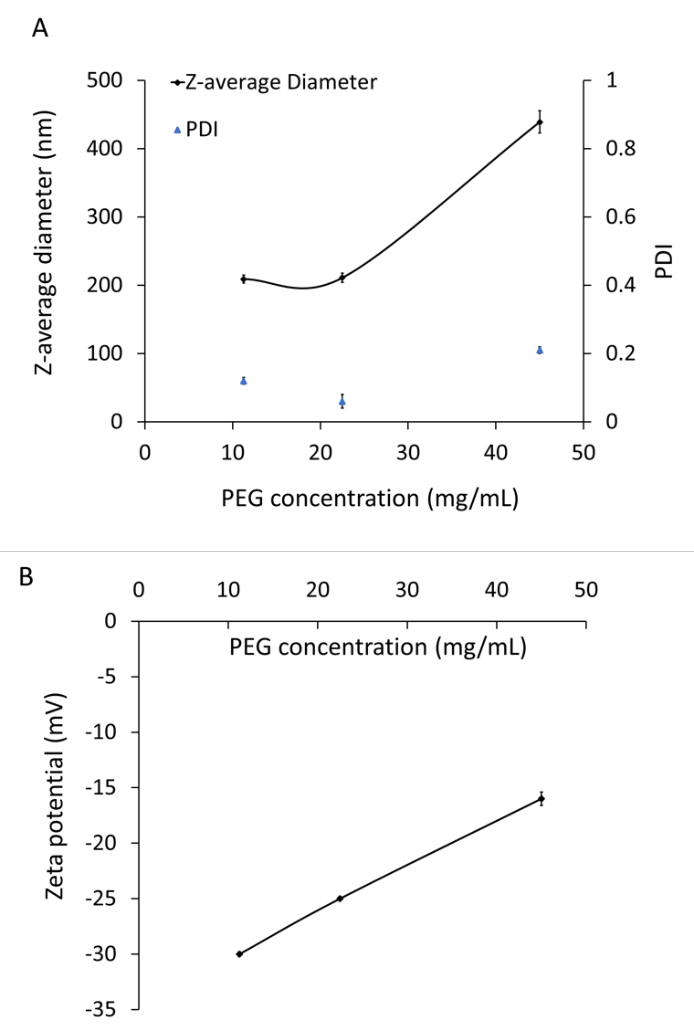 A
500
400
300
200
100
0
Z-average diameter (nm)
Z-average Diameter
PDI
1
0.8
0.6
0.4
0.2
0
PDI
0 10 20 30 40 50
PEG concentration (mg/mL)
B
0 10 20 30 40 50
PEG concentration (mg/mL)
0
-5
-10
-15
-20
-25
-30
-35
Zeta potential (mV)